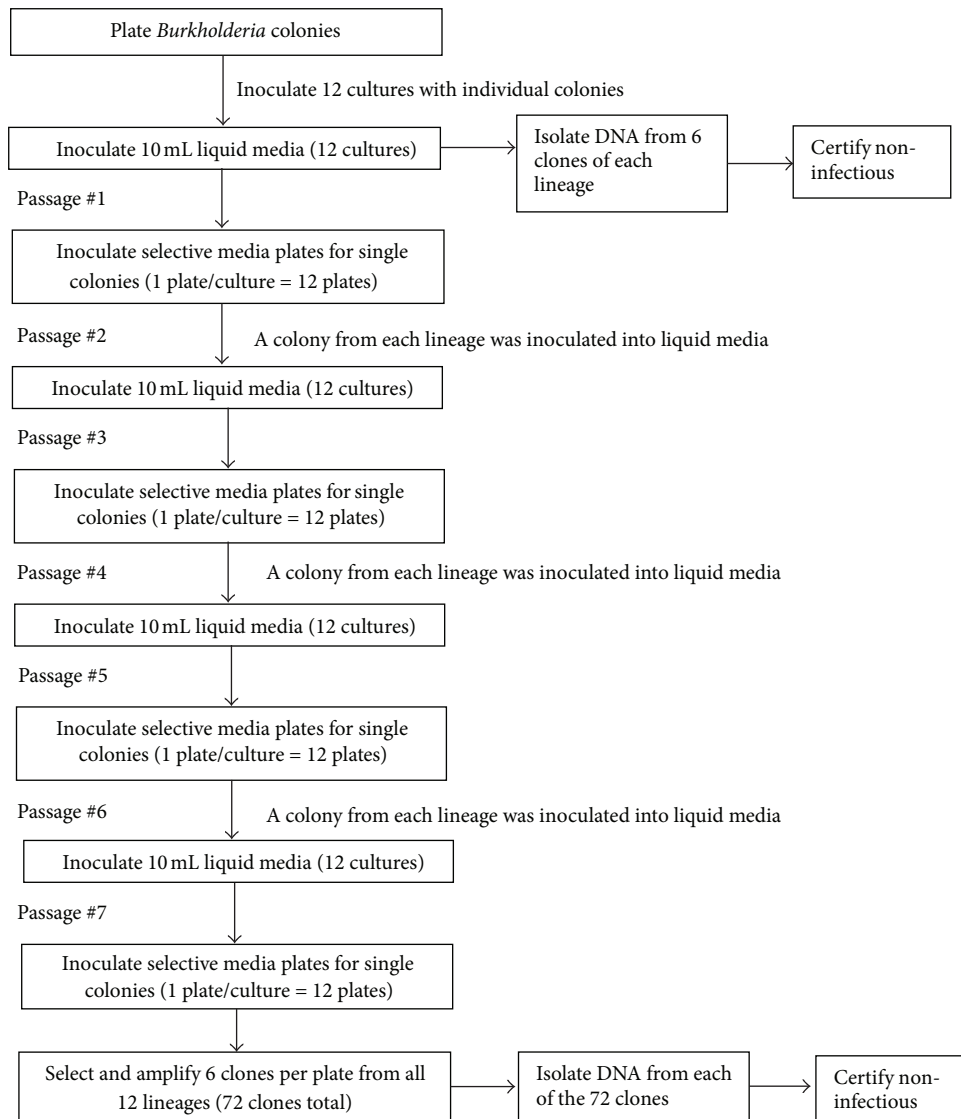 Plate Burkholderia colonies
Inoculate 12 cultures with individual colonies
Inoculate 10 mL liquid media (12 cultures)
Isolate DNA from 6
clones of each
lineage
Certify non-
infectious
Passage #1
Inoculate selective media plates for single
colonies (1 plate/culture = 12 plates)
Passage #2
A colony from each lineage was inoculated into liquid media
Inoculate 10 mL liquid media (12 cultures)
Passage #3
Inoculate selective media plates for single
colonies (1 plate/culture = 12 plates)
Passage #4
A colony from each lineage was inoculated into liquid media
Inoculate 10 mL liquid media (12 cultures)
Passage #5
Inoculate selective media plates for single
colonies (1 plate/culture = 12 plates)
Passage #6
A colony from each lineage was inoculated into liquid media
Inoculate 10 mL liquid media (12 cultures)
Passage #7
Inoculate selective media plates for single
colonies (1 plate/culture = 12 plates)
Select and amplify 6 clones per plate from all
12 lineages (72 clones total)
Isolate DNA from each
of the 72 clones
Certify non-
infectious